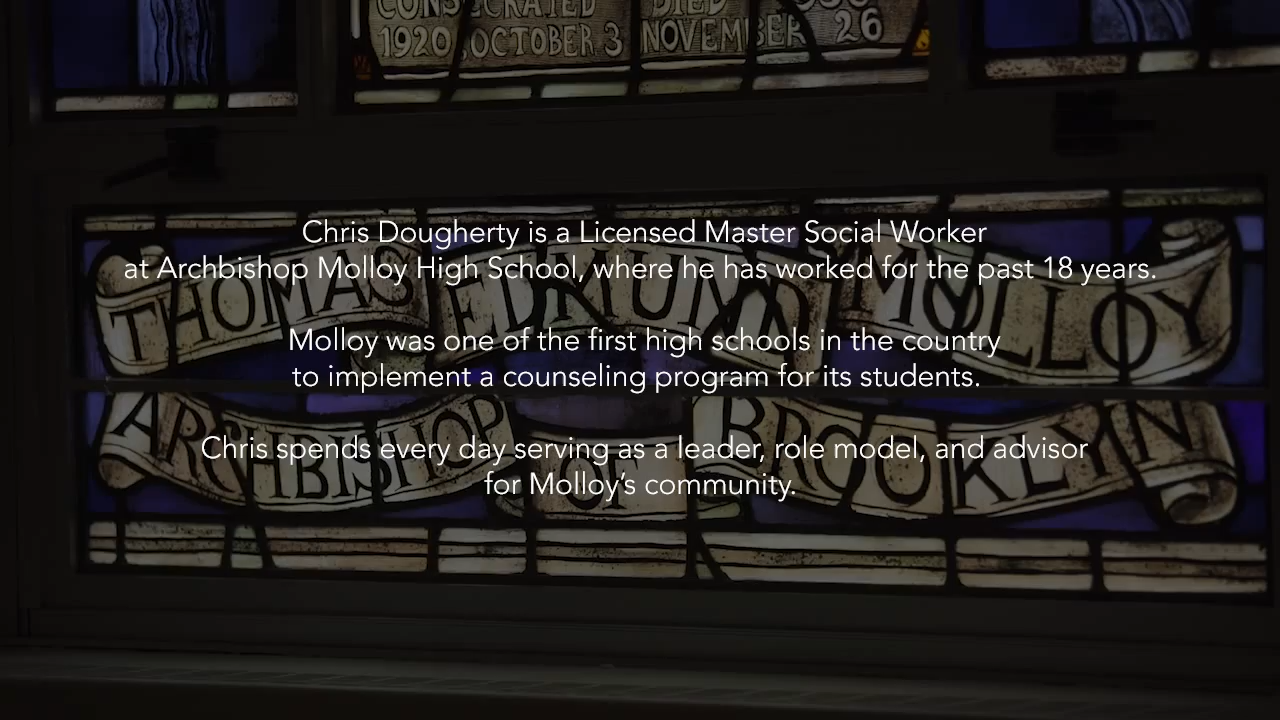 CONSECRATED DIED
1920 OCTOBER 3 NOVEMBER 26
Chris Dougherty is a Licensed Master Social Worker
at Archbishop Molloy High School, where he has worked for the past 18 years.
THOMAS EDMUND MOLLOY
Molloy was one of the first high schools in the country
to implement a counseling program for its students.
ARCHBISHOP OF BROOKLYN
Chris spends every day serving as a leader, role model, and advisor
for Molloy's community.